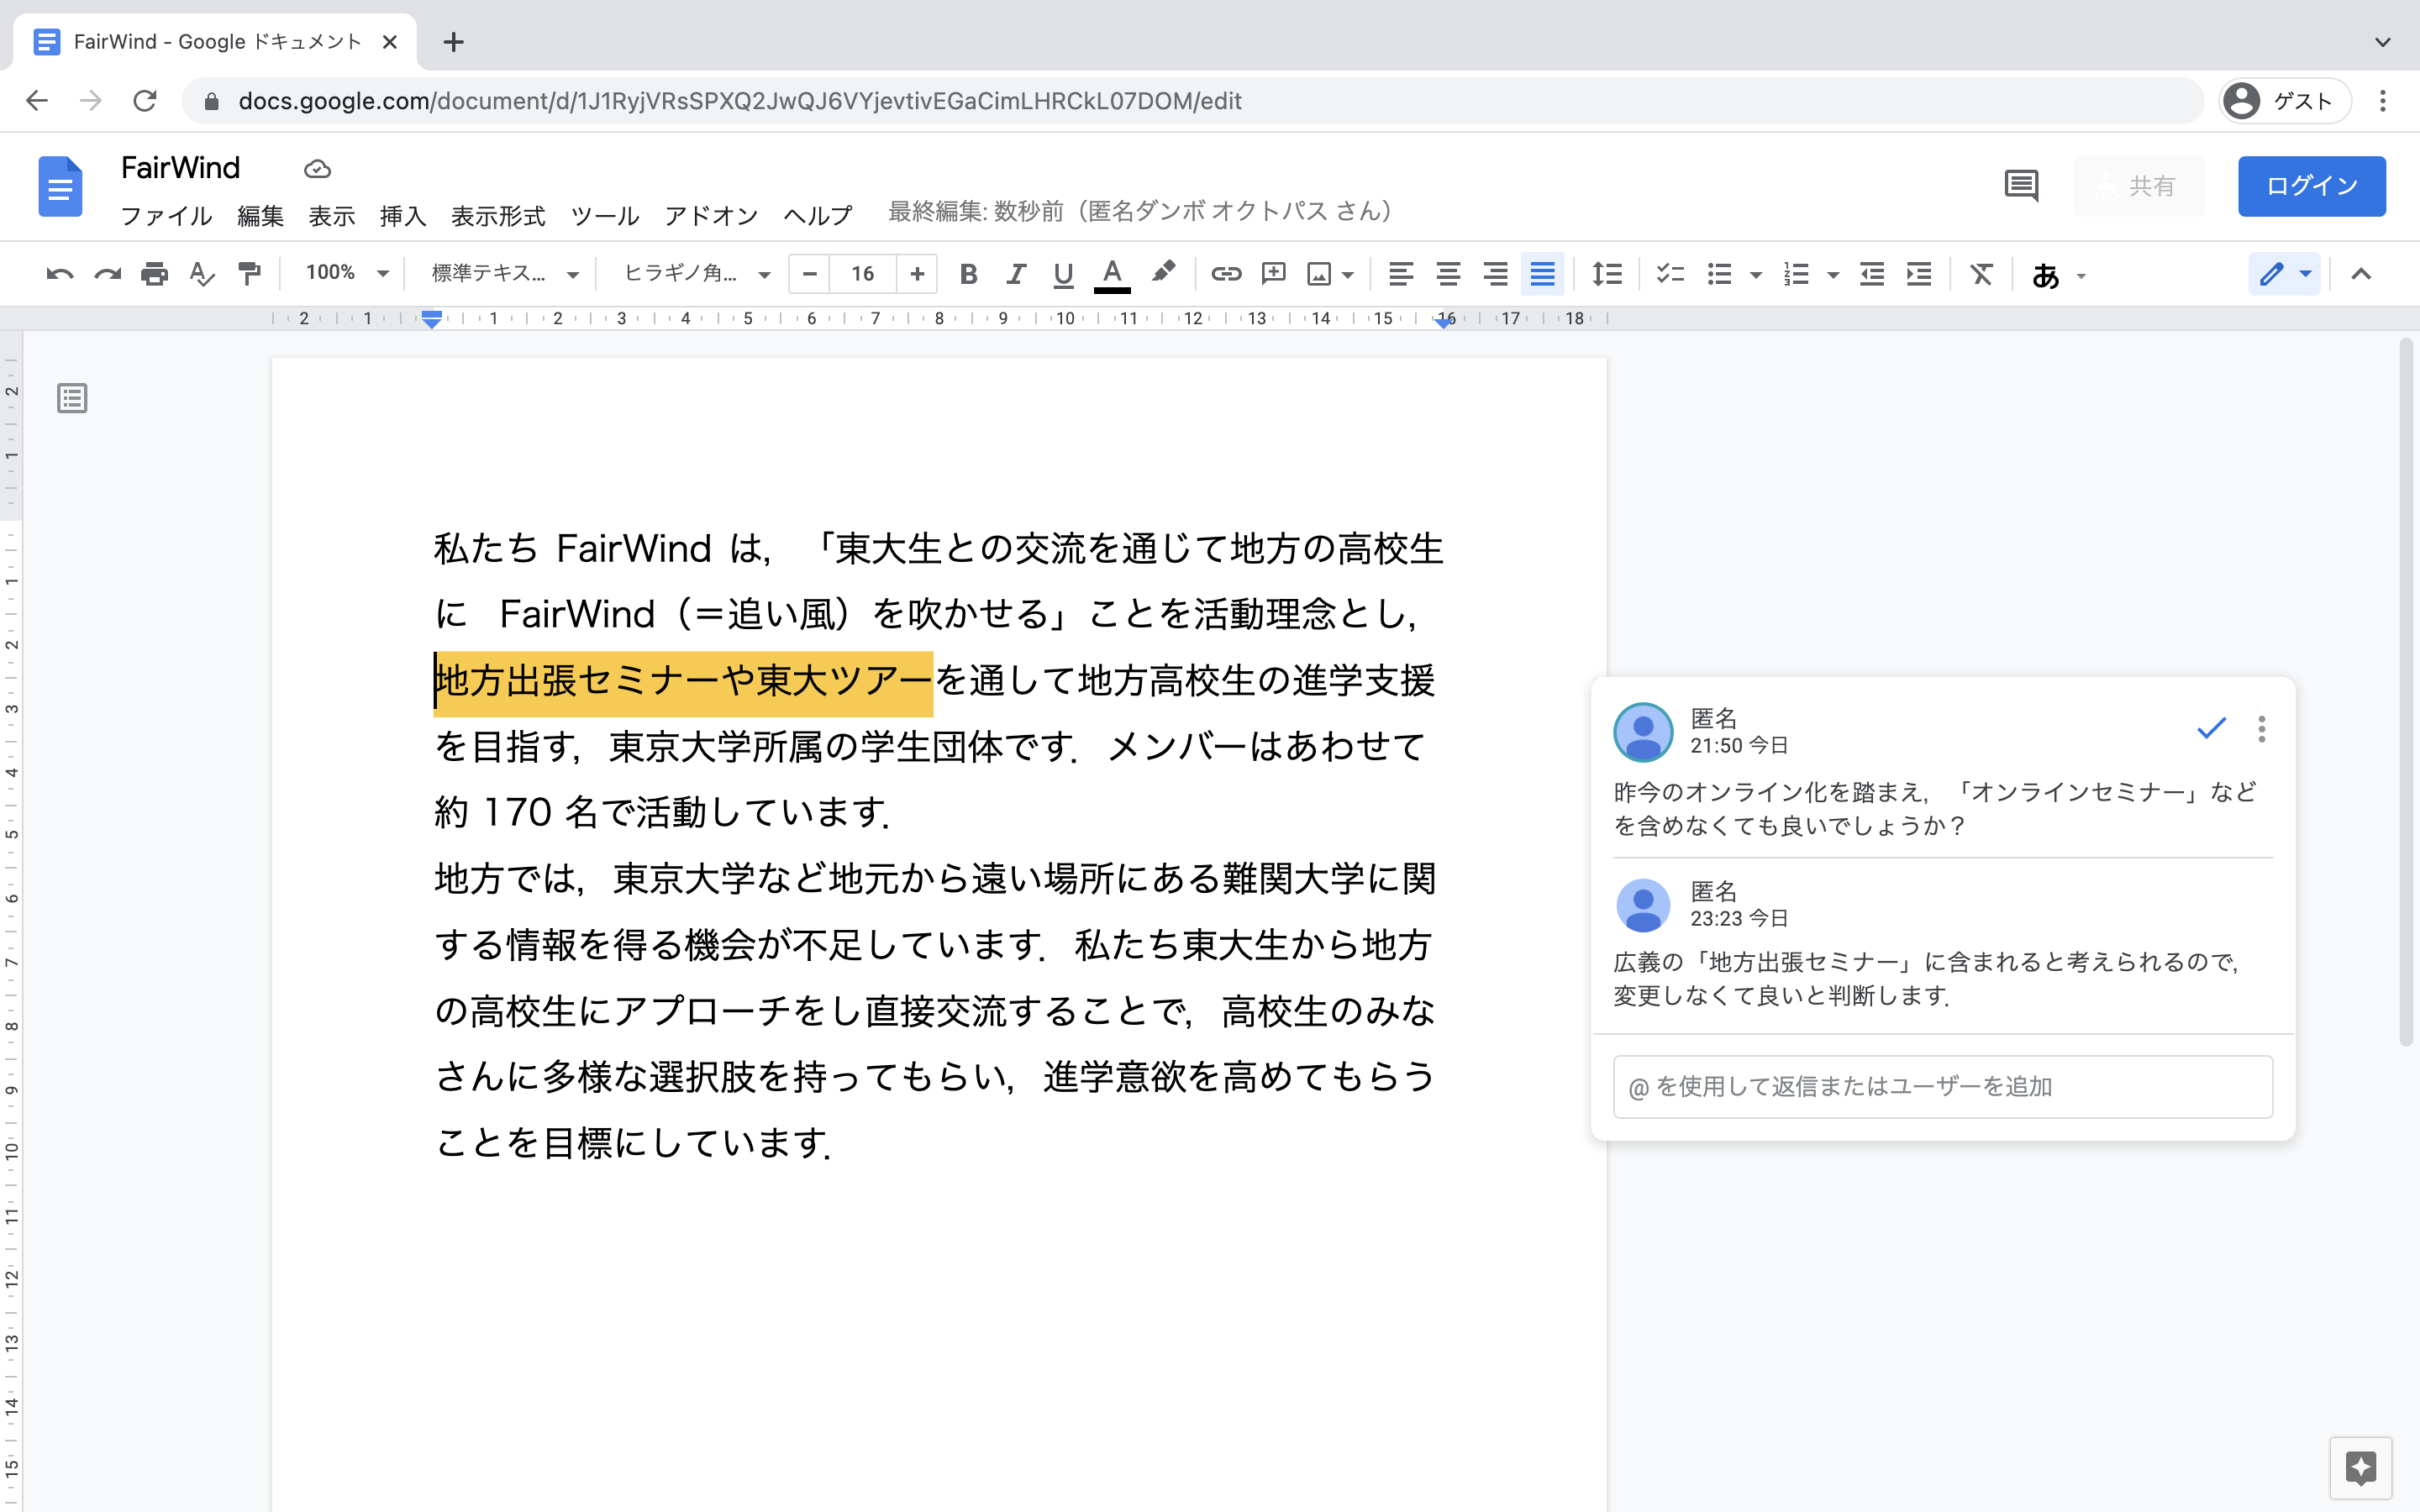 FairWind - Google ドキュメント
docs.google.com/document/d/1J1RyjVRsSPXQ2JwQJ6VYjevtivEGaCimLHRCkL07DOM/edit
ゲスト
FairWind
共有
ログイン
ファイル 編集 表示 挿入 表示形式 ツール アドオン ヘルプ 最終編集: 数秒前（匿名ダンボ オクトパス さん）
100% 標準テキス... ヒラギノ角... - 16 + B I U A あ
2 1 1 2 3 4 5 6 7 8 9 10 11 12 13 14 15 16 17 18
2
1
1
2
3
4
5
6
7
8
9
10
11
12
13
14
15
私たち FairWind は，「東大生との交流を通じて地方の高校生
に FairWind（＝追い風）を吹かせる」ことを活動理念とし，
地方出張セミナーや東大ツアーを通して地方高校生の進学支援
を目指す，東京大学所属の学生団体です．メンバーはあわせて
約 170 名で活動しています．
地方では，東京大学など地元から遠い場所にある難関大学に関
する情報を得る機会が不足しています．私たち東大生から地方
の高校生にアプローチをし直接交流することで，高校生のみな
さんに多様な選択肢を持ってもらい，進学意欲を高めてもらう
ことを目標にしています．
匿名
21:50 今日
昨今のオンライン化を踏まえ，「オンラインセミナー」など
を含めなくても良いでしょうか？
匿名
23:23 今日
広義の「地方出張セミナー」に含まれると考えられるので，
変更しなくて良いと判断します．
@ を使用して返信またはユーザーを追加